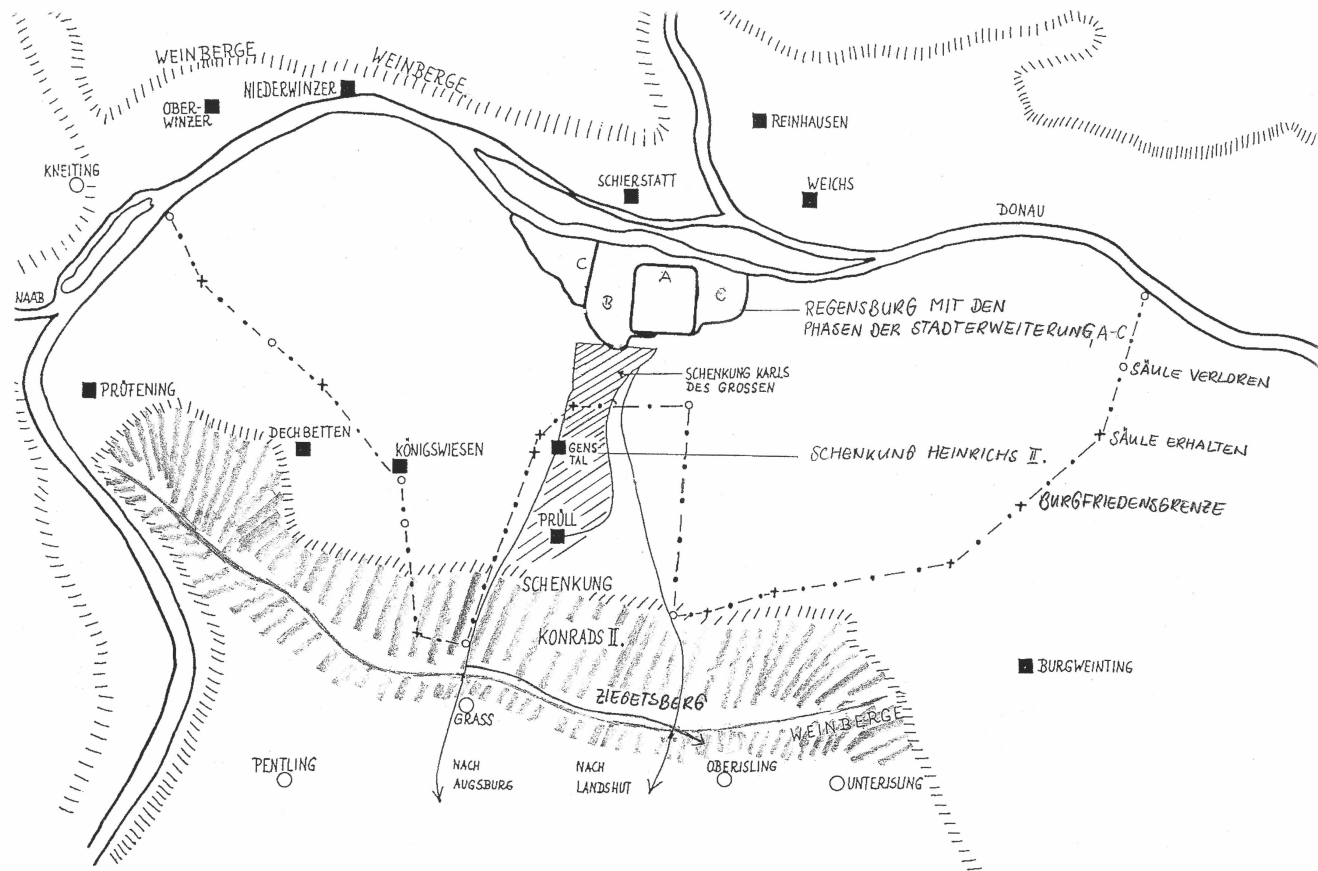 WEINBERGE
WEINBERGE
NIEDERWINZER
OBER-
WINZER
REINHAUSEN
KNEITING
SCHIERSTATT
WEICHS
DONAU
NAAB
C
A
B
C
REGENSBURG MIT DEN
PHASEN DER STADTERWEITERUNG, A-C
SCHENKUNG KARLS
DES GROSSEN
SÄULE VERLOREN
PRÜFENING
DECHBETTEN
KÖNIGSWIESEN
GENS
TAL
SCHENKUNG HEINRICHS II.
SÄULE ERHALTEN
BURGFRIEDENSGRENZE
PRÜLL
SCHENKUNG
KONRADS II.
BURGWEINTING
ZIEGETSBERG
WEINBERGE
GRASS
PENTLING
NACH
AUGSBURG
NACH
LANDSHUT
OBERISLING
UNTERISLING